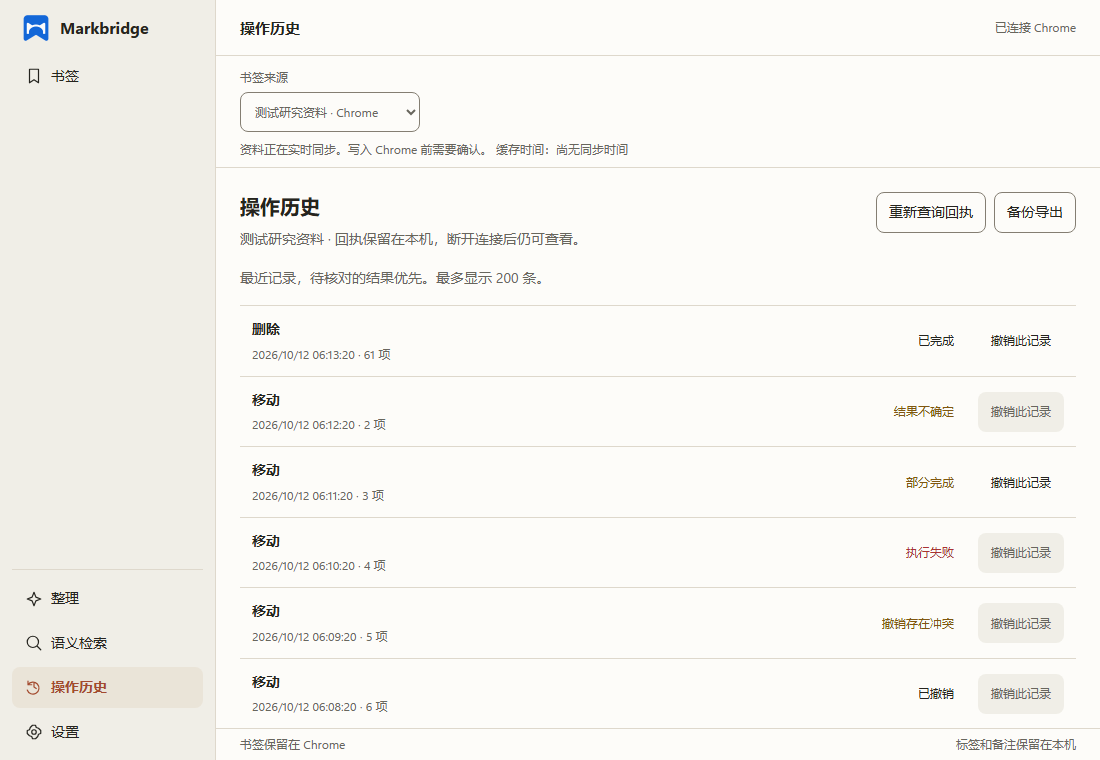 Markbridge
书签
整理
语义检索
操作历史
设置
操作历史
已连接 Chrome
书签来源
测试研究资料 · Chrome
资料正在实时同步。写入 Chrome 前需要确认。 缓存时间：尚无同步时间
操作历史
重新查询回执
备份导出
测试研究资料 · 回执保留在本机，断开连接后仍可查看。
最近记录，待核对的结果优先。最多显示 200 条。
删除
2026/10/12 06:13:20 · 61 项
已完成
撤销此记录
移动
2026/10/12 06:12:20 · 2 项
结果不确定
撤销此记录
移动
2026/10/12 06:11:20 · 3 项
部分完成
撤销此记录
移动
2026/10/12 06:10:20 · 4 项
执行失败
撤销此记录
移动
2026/10/12 06:09:20 · 5 项
撤销存在冲突
撤销此记录
移动
2026/10/12 06:08:20 · 6 项
已撤销
撤销此记录
书签保留在 Chrome
标签和备注保留在本机